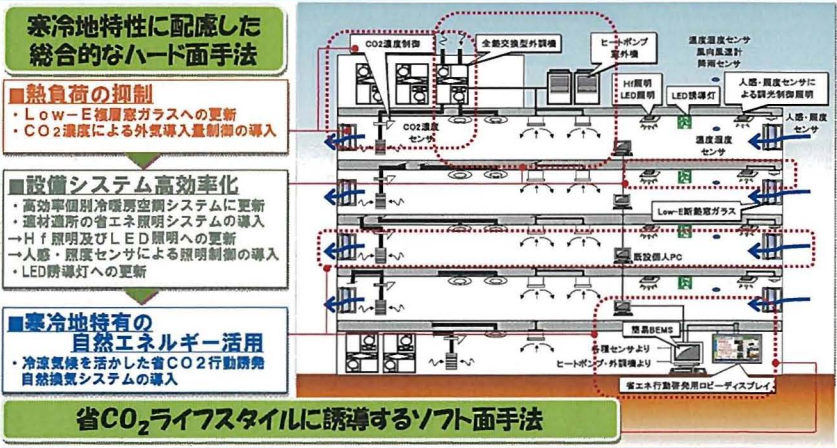 寒冷地特性に配慮した
総合的なハード面手法
■熱負荷の抑制
・Low-E複層窓ガラスへの更新
・CO2濃度による外気導入量制御の導入
■設備システム高効率化
・高効率個別冷暖房空調システムに更新
・適材適所の省エネ照明システムの導入
→Hf照明及びLED照明への更新
→人感・照度センサによる照明制御の導入
・LED誘導灯への更新
■寒冷地特有の
自然エネルギー活用
・冷涼気候を活かした省CO2行動誘発
自然換気システムの導入
CO2濃度制御
全熱交換型外調機
ヒートポンプ
室外機
温度湿度センサ
風向風速計
降雨センサ
Hf照明
LED照明
LED誘導灯
人感・照度センサに
よる調光制御照明
CO2濃度
センサ
温度湿度
センサ
人感・照度
センサ
Low-E断熱窓ガラス
既設個人PC
簡易BEMS
各種センサより
ヒートポンプ・外調機より
省エネ行動啓発用ロビーディスプレイ
省CO2ライフスタイルに誘導するソフト面手法